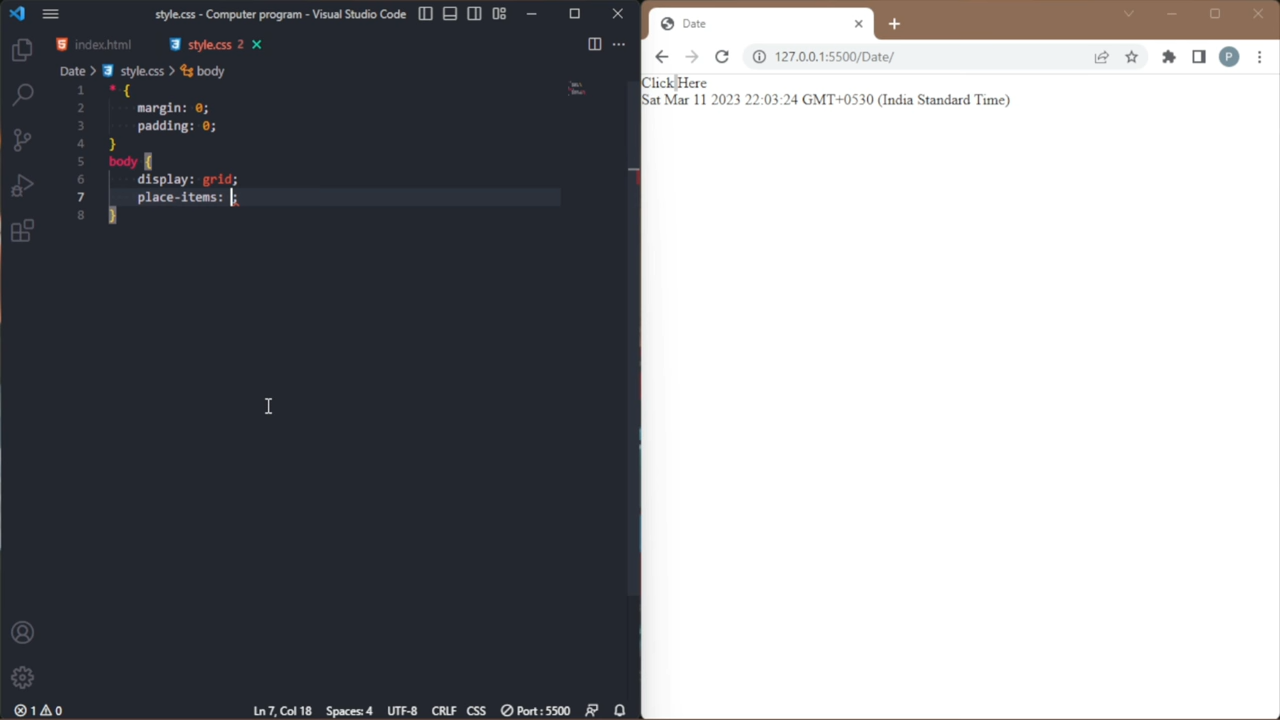 style.css - Computer program - Visual Studio Code
index.html
style.css 2
Date > style.css > body
1 * {
2 margin: 0;
3 padding: 0;
4 }
5 body {
6 display: grid;
7 place-items: ;
8 }
1 0
Ln 7, Col 18
Spaces: 4
UTF-8
CRLF
CSS
Port : 5500
Date
127.0.0.1:5500/Date/
P
Click Here
Sat Mar 11 2023 22:03:24 GMT+0530 (India Standard Time)